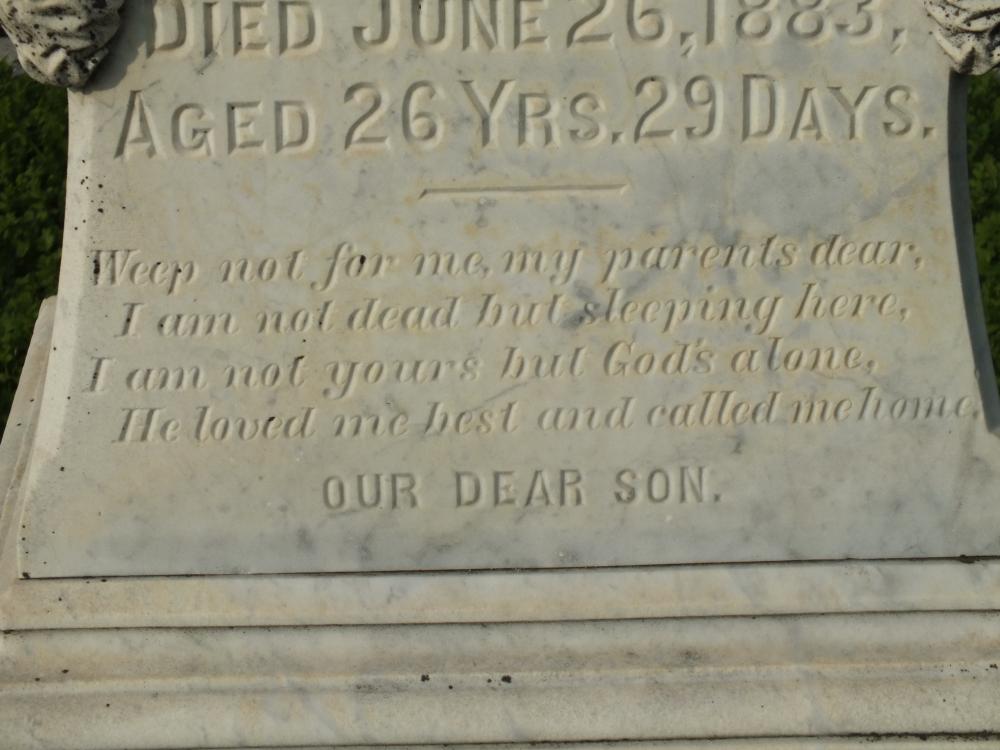 DIED JUNE 26, 1883,
AGED 26 YRS. 29 DAYS.
Weep not for me, my parents dear,
I am not dead but sleeping here,
I am not yours but God's alone,
He loved me best and called me home.
OUR DEAR SON.